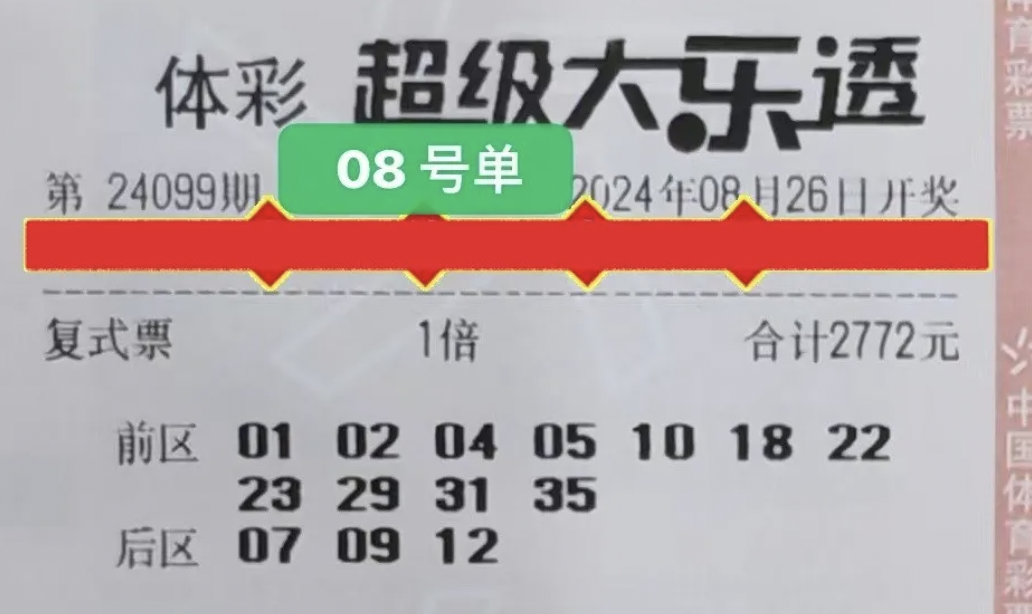 体彩 超级大乐透
08 号单
第 24099期 2024年08月26日开奖
复式票 1倍 合计2772元
前区 01 02 04 05 10 18 22
23 29 31 35
后区 07 09 12
体育彩票
中国体育彩票